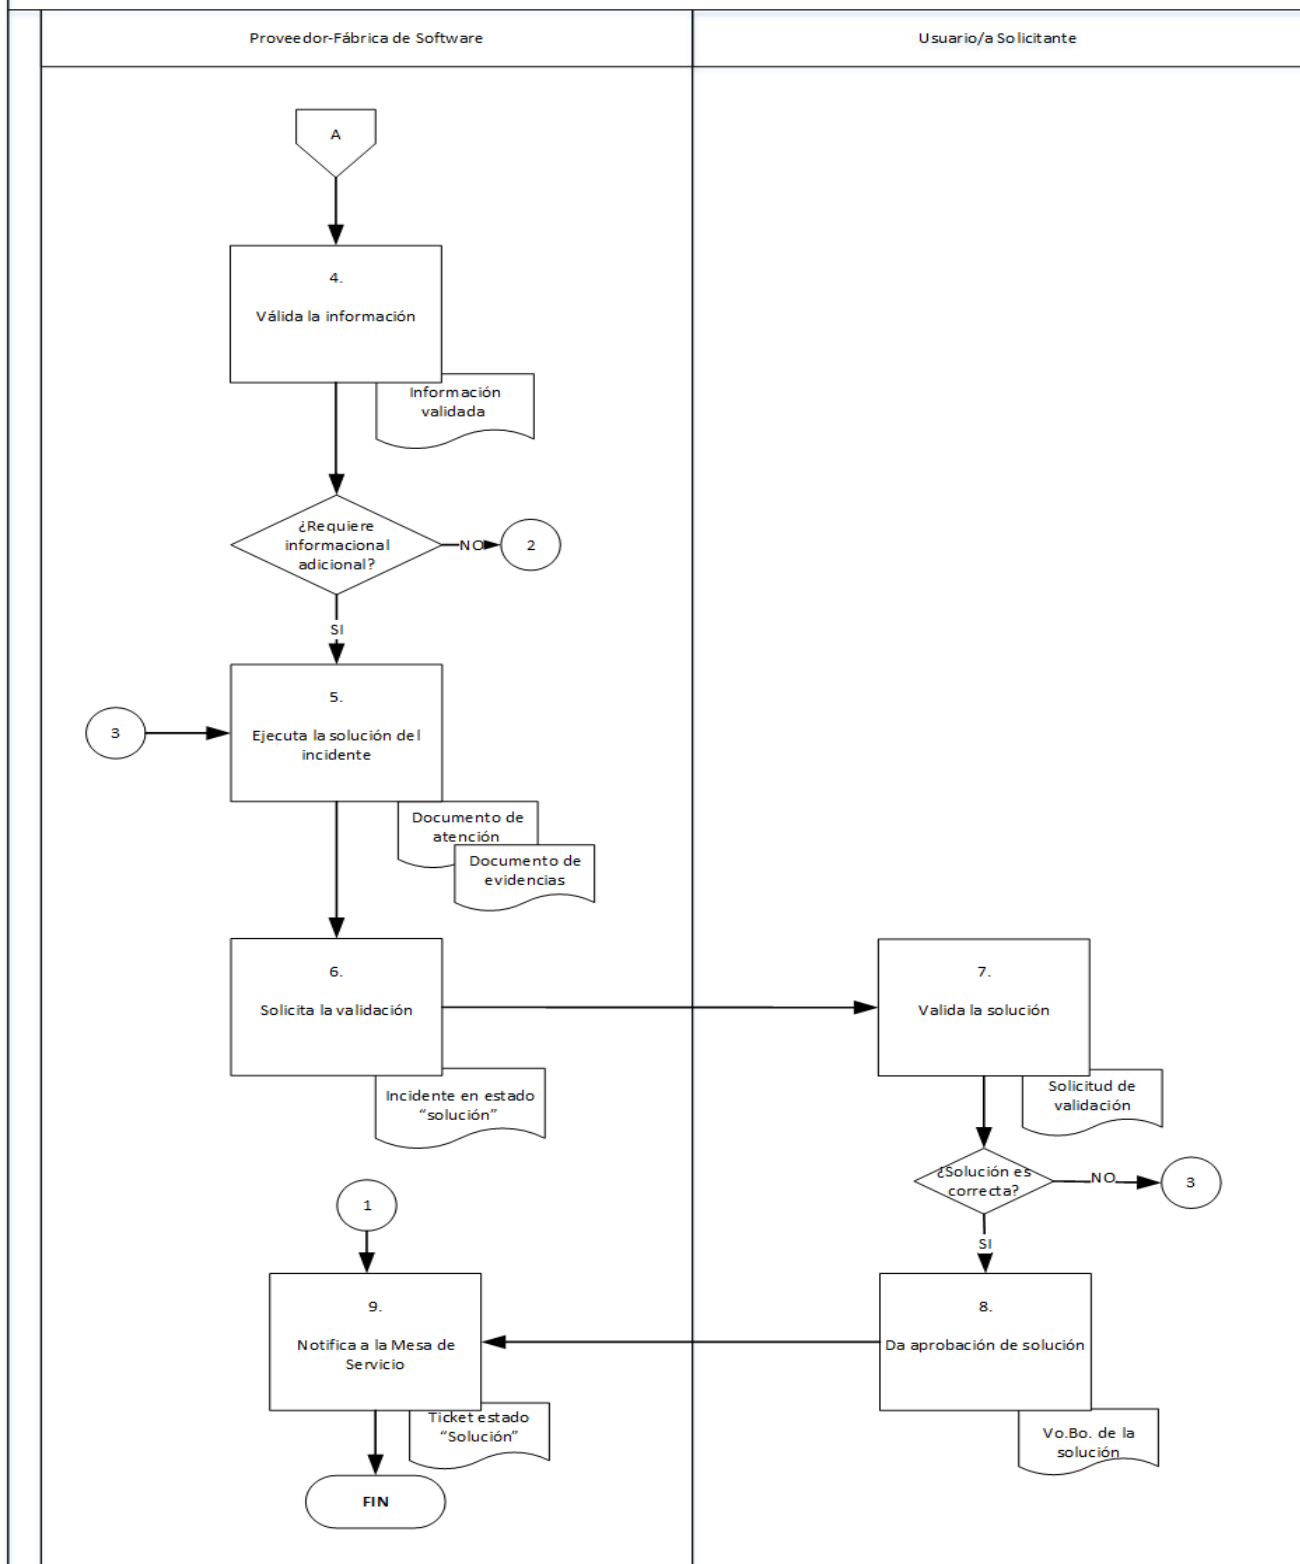 Proveedor-Fábrica de Software
Usuario/a Solicitante
A
4.
Válida la información
Información
validada
¿Requiere
informacional
adicional?
NO
2
SI
5.
Ejecuta la solución del
incidente
3
Documento de
atención
Documento de
evidencias
6.
Solicita la validación
Incidente en estado
“solución”
7.
Valida la solución
Solicitud de
validación
¿Solución es
correcta?
NO
3
SI
8.
Da aprobación de solución
Vo.Bo. de la
solución
1
9.
Notifica a la Mesa de
Servicio
Ticket estado
“Solución”
FIN